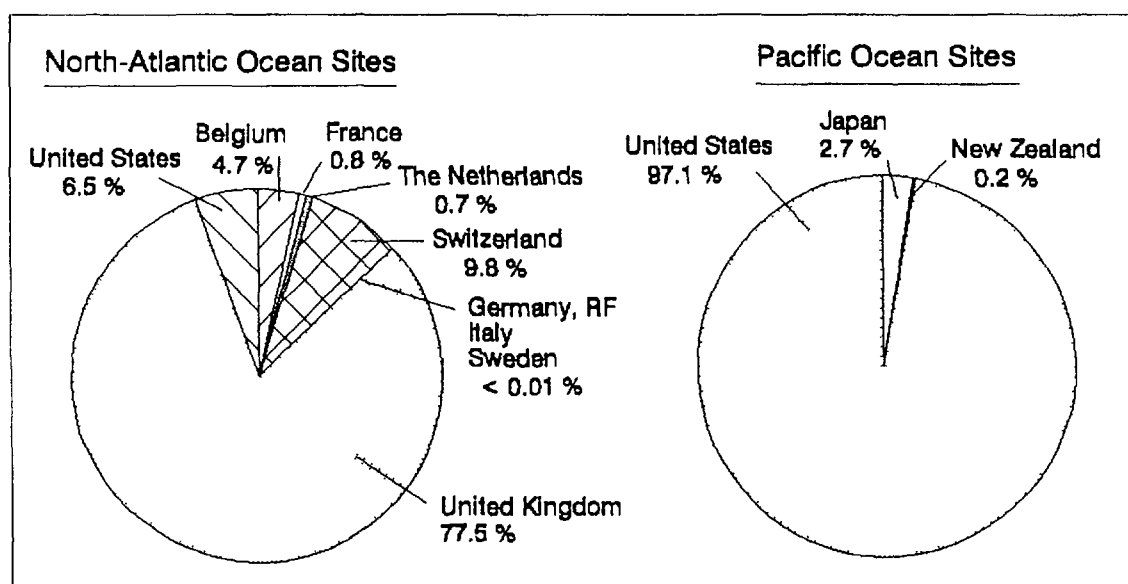 North-Atlantic Ocean Sites
Belgium
4.7 %
France
0.8 %
United States
6.5 %
The Netherlands
0.7 %
Switzerland
9.8 %
Germany, RF
Italy
Sweden
< 0.01 %
United Kingdom
77.5 %
Pacific Ocean Sites
Japan
2.7 %
United States
97.1 %
New Zealand
0.2 %